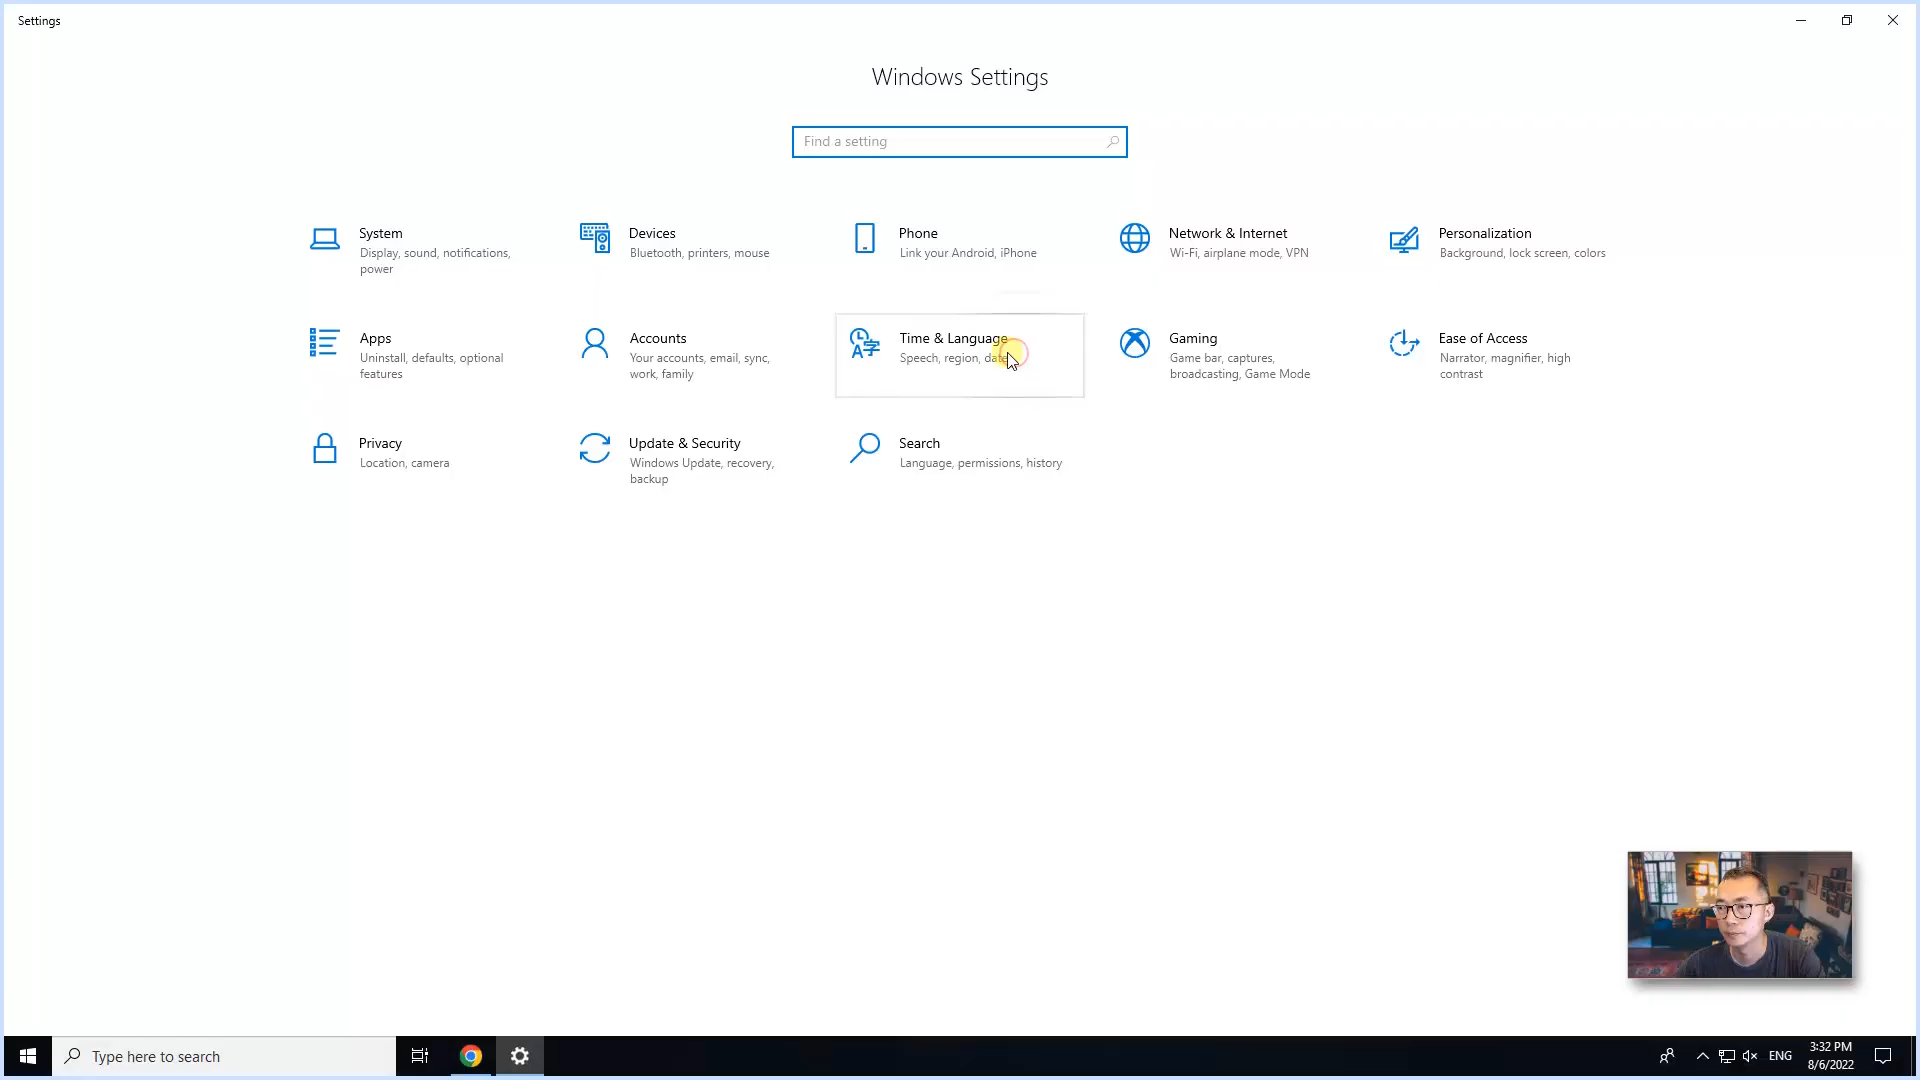 Settings
Windows Settings
Find a setting
System
Display, sound, notifications,
power
Devices
Bluetooth, printers, mouse
Phone
Link your Android, iPhone
Network & Internet
Wi-Fi, airplane mode, VPN
Personalization
Background, lock screen, colors
Apps
Uninstall, defaults, optional
features
Accounts
Your accounts, email, sync,
work, family
Time & Language
Speech, region, date
Gaming
Game bar, captures,
broadcasting, Game Mode
Ease of Access
Narrator, magnifier, high
contrast
Privacy
Location, camera
Update & Security
Windows Update, recovery,
backup
Search
Language, permissions, history
Type here to search
ENG
3:32 PM
8/6/2022